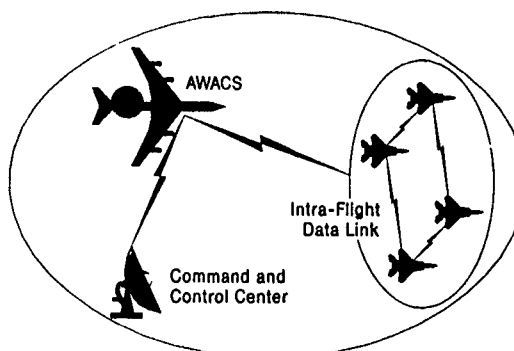 AWACS
Intra-Flight
Data Link
Command and
Control Center